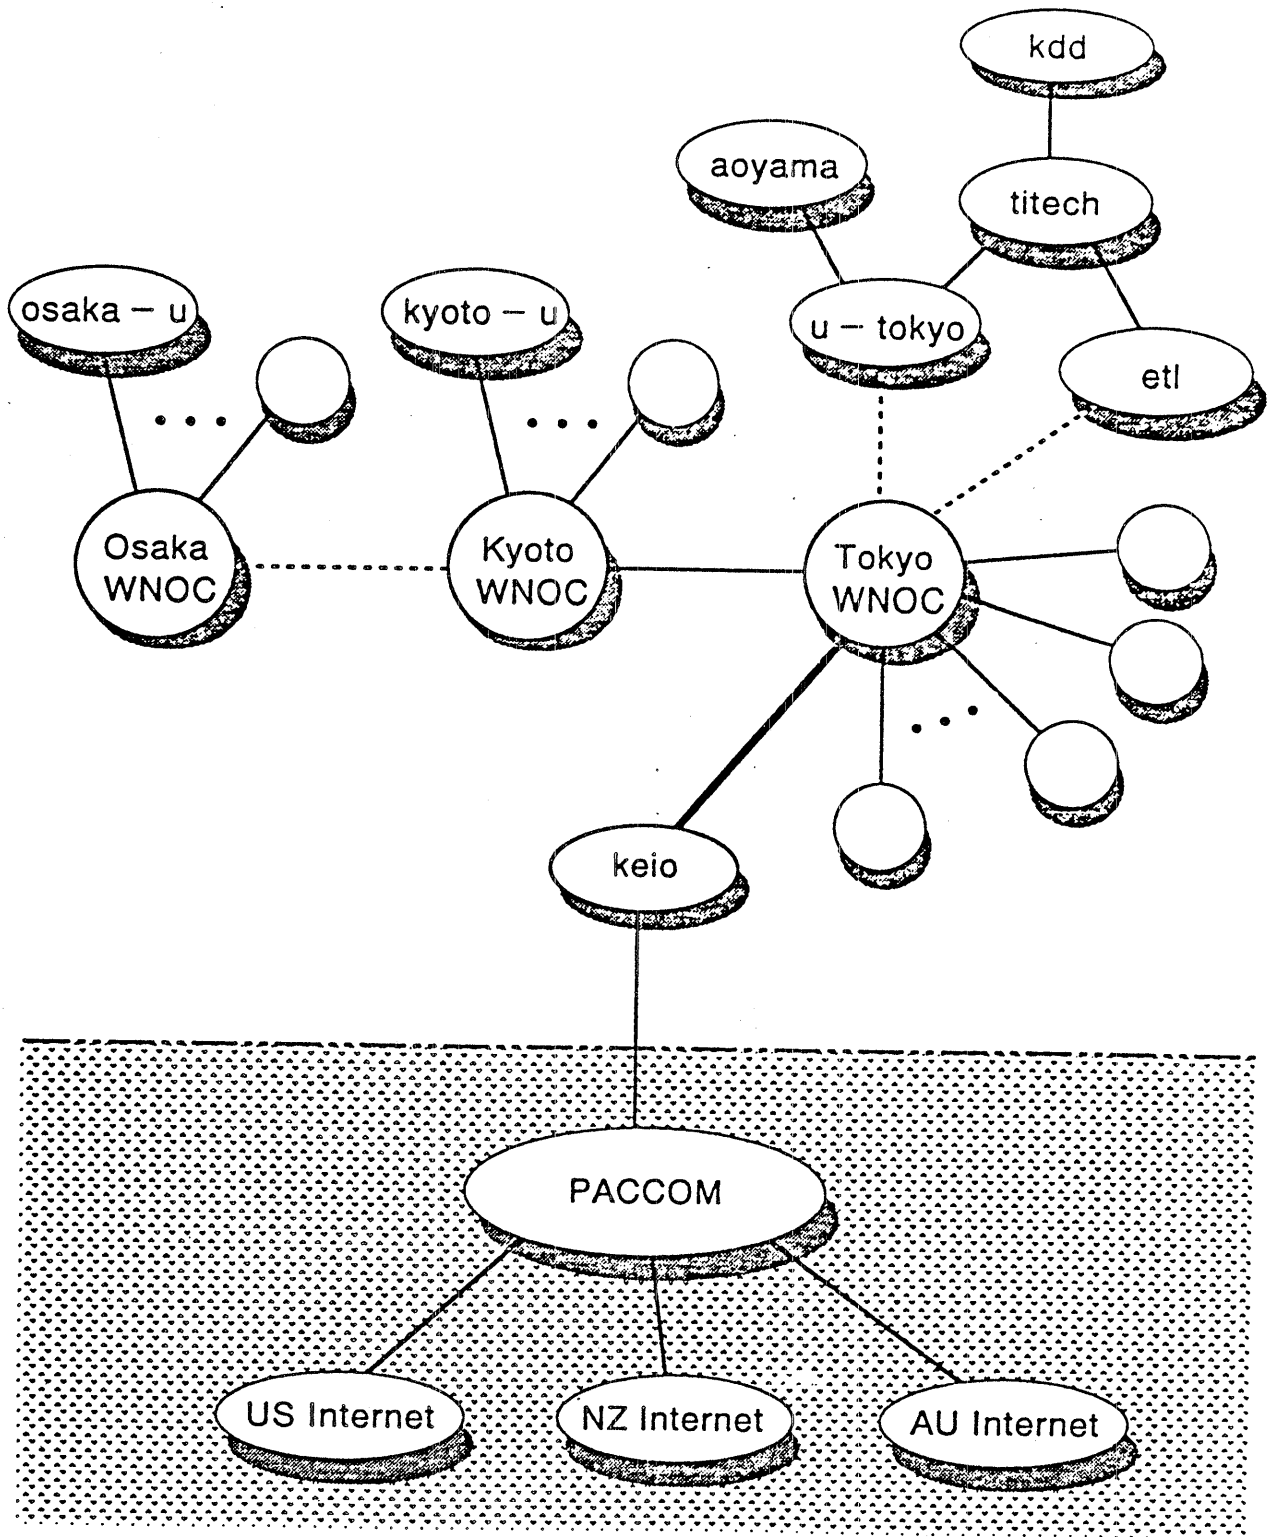 kdd
aoyama
titech
osaka – u
kyoto – u
u – tokyo
etl
Osaka
WNOC
Kyoto
WNOC
Tokyo
WNOC
keio
PACCOM
US Internet
NZ Internet
AU Internet